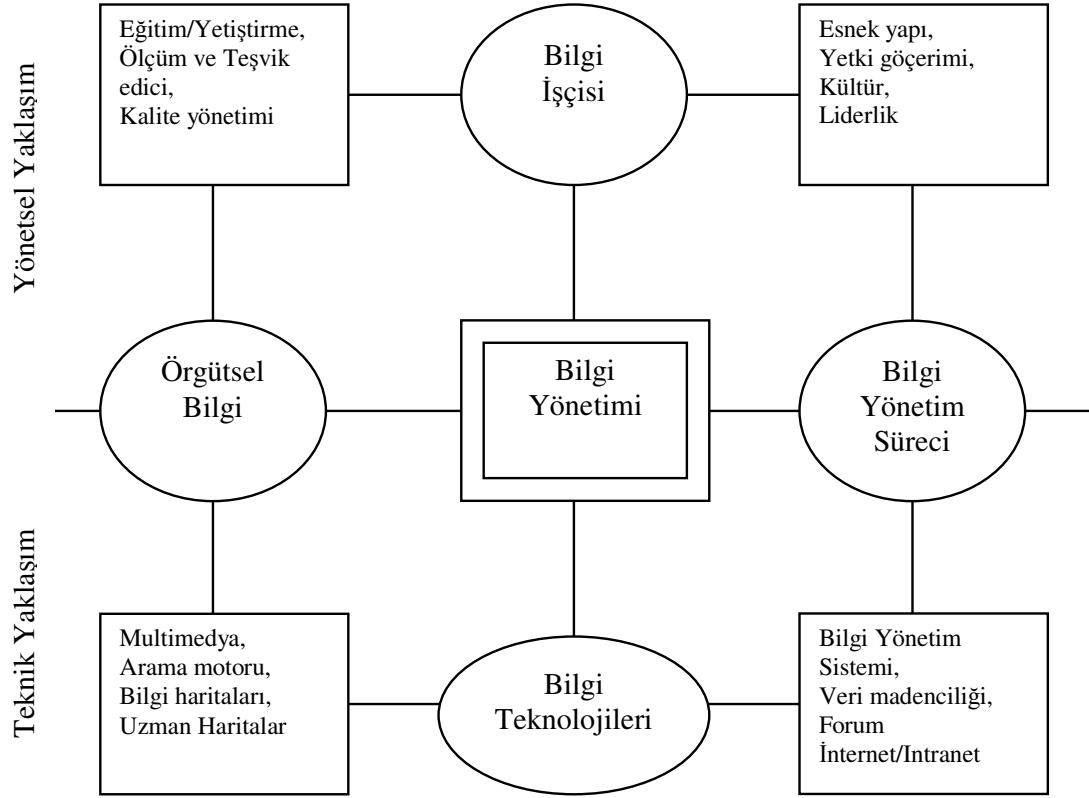 Yönetsel Yaklaşım
Eğitim/Yetiştirme,
Ölçüm ve Teşvik
edici,
Kalite yönetimi
Bilgi
İşçisi
Esnek yapı,
Yetki göçerimi,
Kültür,
Liderlik
Örgütsel
Bilgi
Bilgi
Yönetimi
Bilgi
Yönetim
Süreci
Teknik Yaklaşım
Multimedya,
Arama motoru,
Bilgi haritaları,
Uzman Haritalar
Bilgi
Teknolojileri
Bilgi Yönetim
Sistemi,
Veri madenciliği,
Forum
İnternet/Intranet